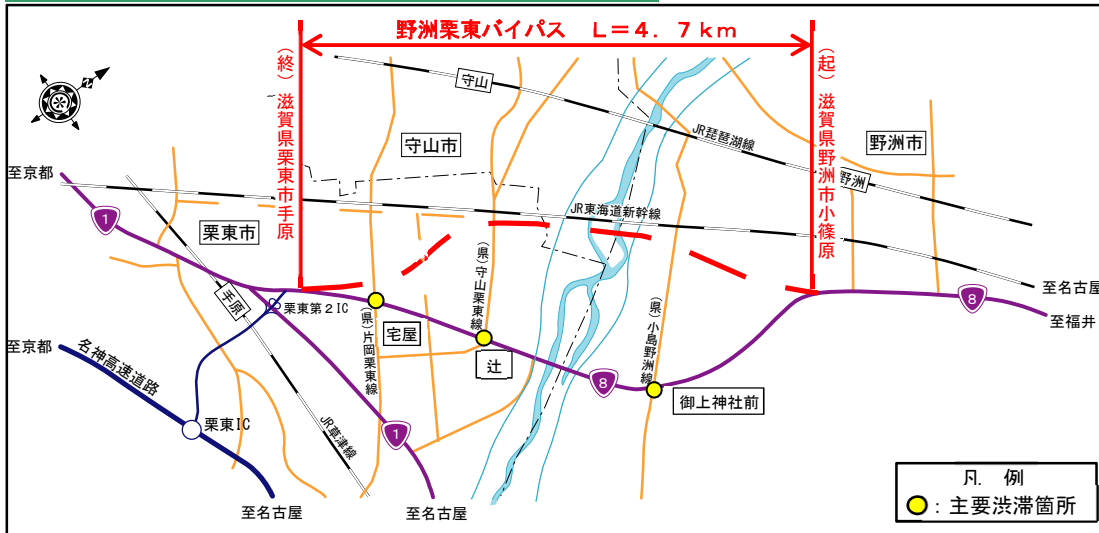 野洲栗東バイパス L=4.7km
(終)滋賀県栗東市手原
(起)滋賀県野洲市小篠原
守山
JR琵琶湖線
守山市
野洲市
野洲
至京都
JR東海道新幹線
1
栗東市
(県)守山栗東線
手原
栗東第2IC
宅屋
(県)片岡栗東線
辻
(県)小島野洲線
8
至名古屋
至福井
至京都
名神高速道路
8
御上神社前
栗東IC
JR草津線
1
至名古屋
至名古屋
凡 例
:主要渋滞箇所